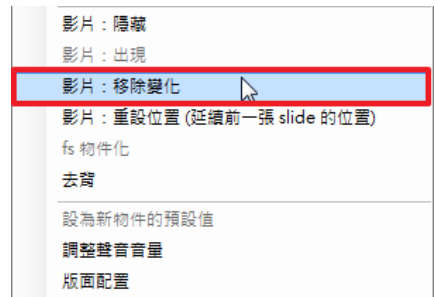 影片：隱藏
影片：出現
影片：移除變化
影片：重設位置 (延續前一張 slide 的位置)
fs 物件化
去背
設為新物件的預設值
調整聲音音量
版面配置